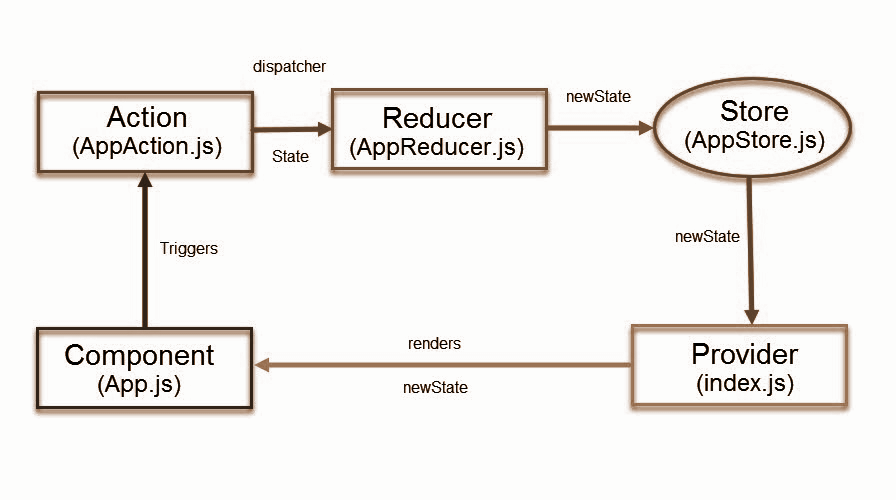 dispatcher
Action
(AppAction.js)
State
Reducer
(AppReducer.js)
newState
Store
(AppStore.js)
Triggers
newState
Component
(App.js)
renders
newState
Provider
(index.js)